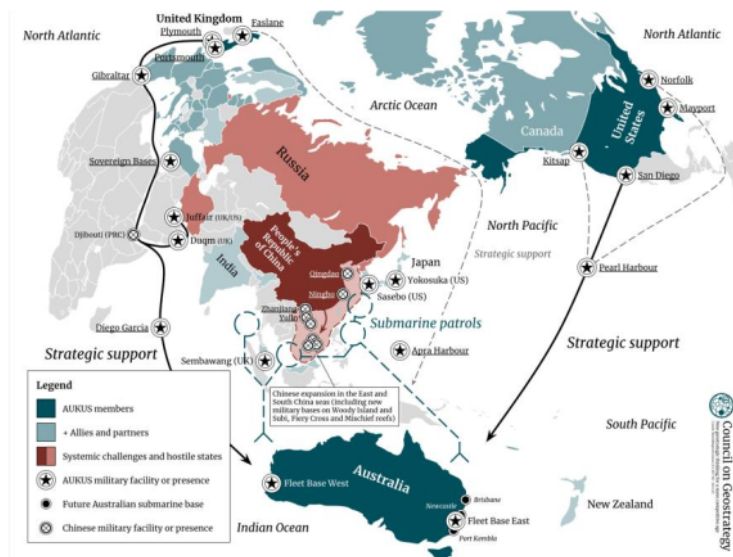 United Kingdom
Faslane
Plymouth
Portsmouth
North Atlantic
Gibraltar
Arctic Ocean
North Atlantic
Norfolk
Mayport
United
States
Canada
Kitsap
San Diego
Russia
Sovereign Bases
Juffair (UK/US)
Djibouti (PRC)
Duqm (UK)
India
People's
Republic
of China
Qingdao
Ningbo
Zhanjiang
Yulin
Japan
Yokosuka (US)
Sasebo (US)
North Pacific
Strategic support
Pearl Harbour
Diego Garcia
Strategic support
Submarine patrols
Sembawang (UK)
Apra Harbour
Strategic support
Legend
AUKUS members
+ Allies and partners
Systemic challenges and hostile states
AUKUS military facility or presence
Future Australian submarine base
Chinese military facility or presence
Chinese expansion in the East and
South China seas (including new
military bases on Woody Island and
Subi, Fiery Cross and Mischief reefs)
South Pacific
Australia
Fleet Base West
Brisbane
Newcastle
Fleet Base East
Port Kembla
New Zealand
Indian Ocean
Council on Geostrategy